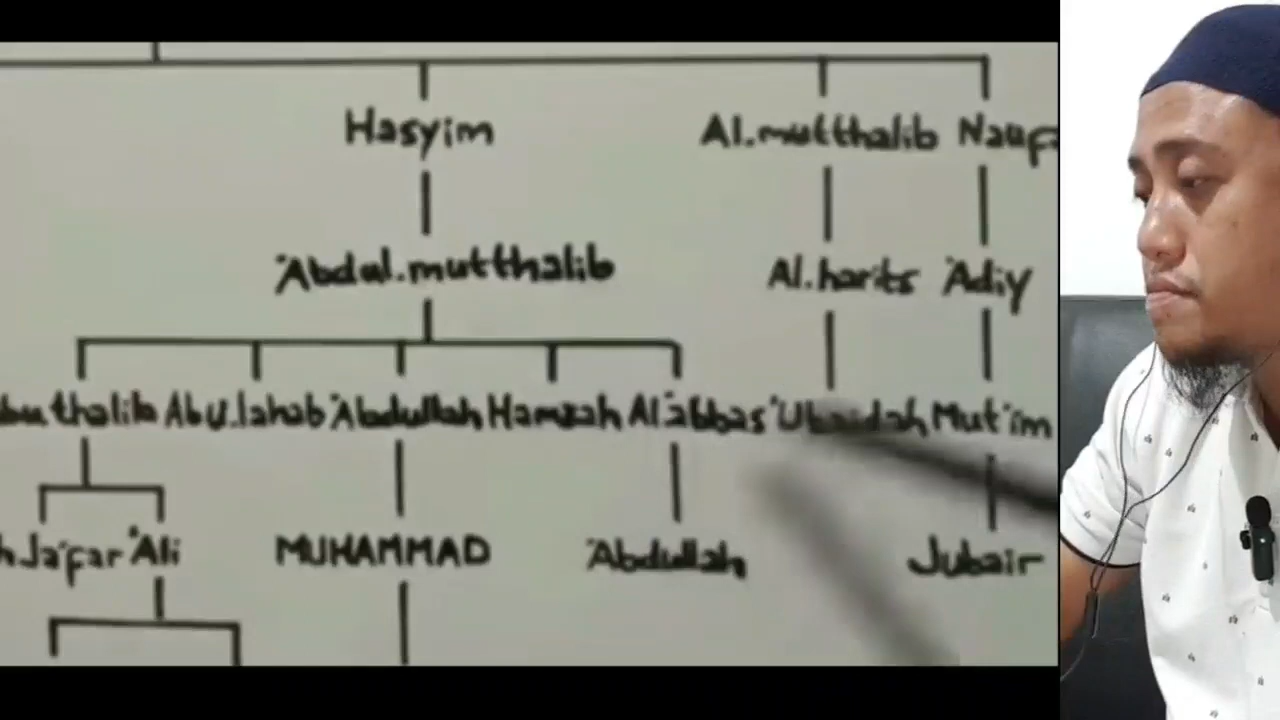 Hasyim Al.mutthalib
'Abdul.mutthalib Al.harits 'Adiy
Abu.lahab 'Abdullah Hamzah Al'abbas 'Ubaidah Mut'im
Ja'far 'Ali MUHAMMAD 'Abdullah Jubair